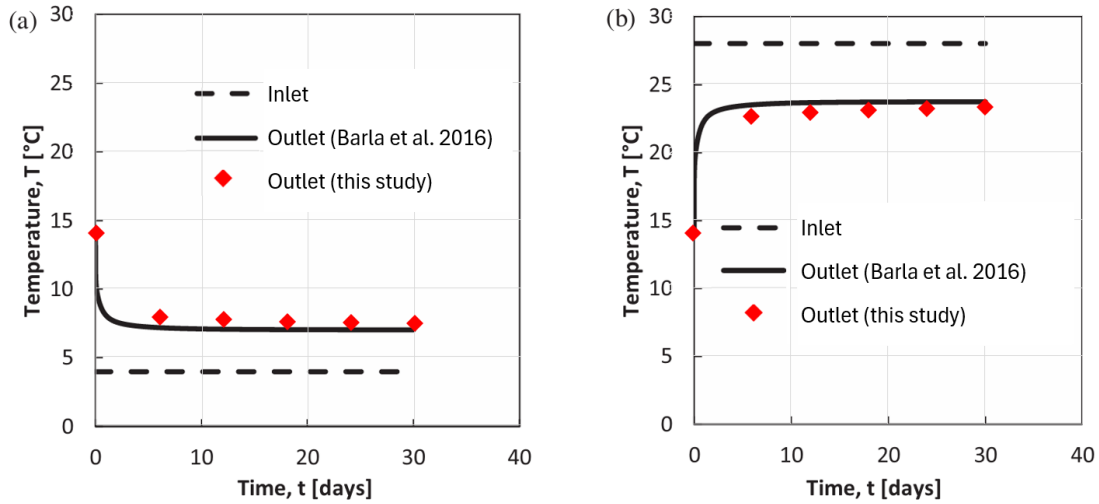 (a)
30
25
20
15
10
5
0
Temperature, T [°C]
Inlet
Outlet (Barla et al. 2016)
Outlet (this study)
0 10 20 30 40
Time, t [days]
(b)
30
25
20
15
10
5
0
Temperature, T [°C]
Inlet
Outlet (Barla et al. 2016)
Outlet (this study)
0 10 20 30 40
Time, t [days]